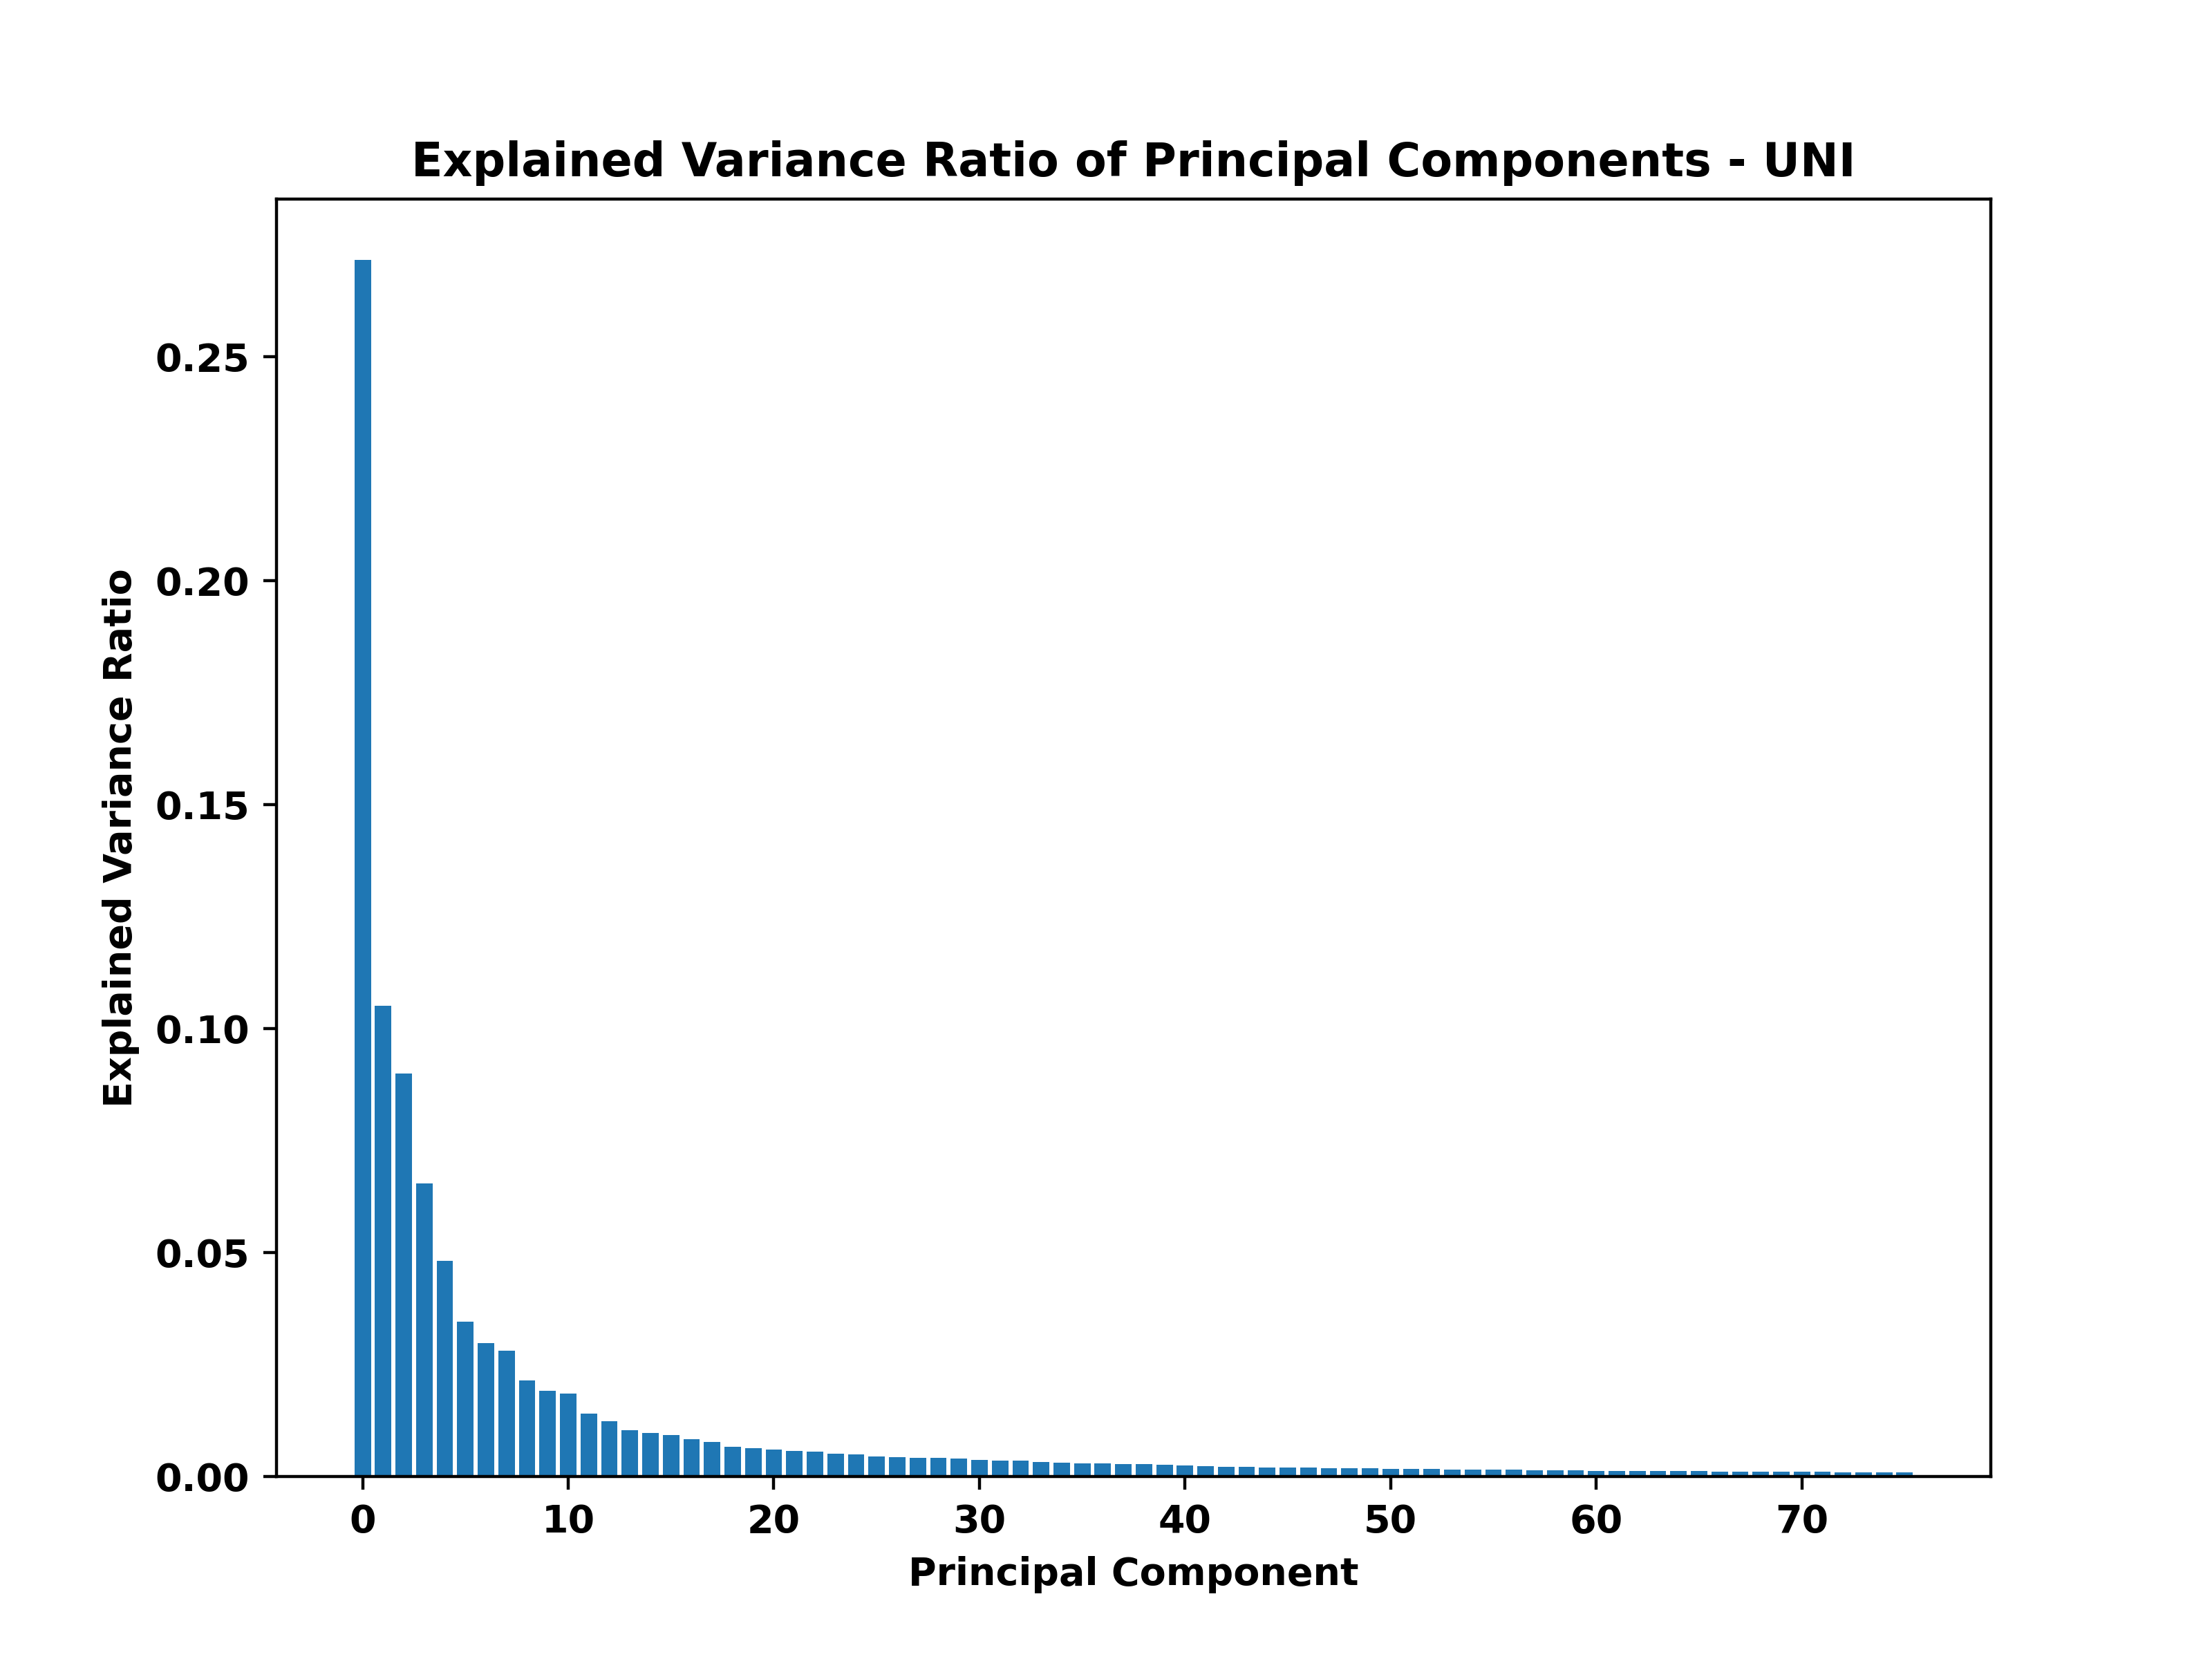 Explained Variance Ratio of Principal Components - UNI
Explained Variance Ratio
0.25
0.20
0.15
0.10
0.05
0.00
0 10 20 30 40 50 60 70
Principal Component